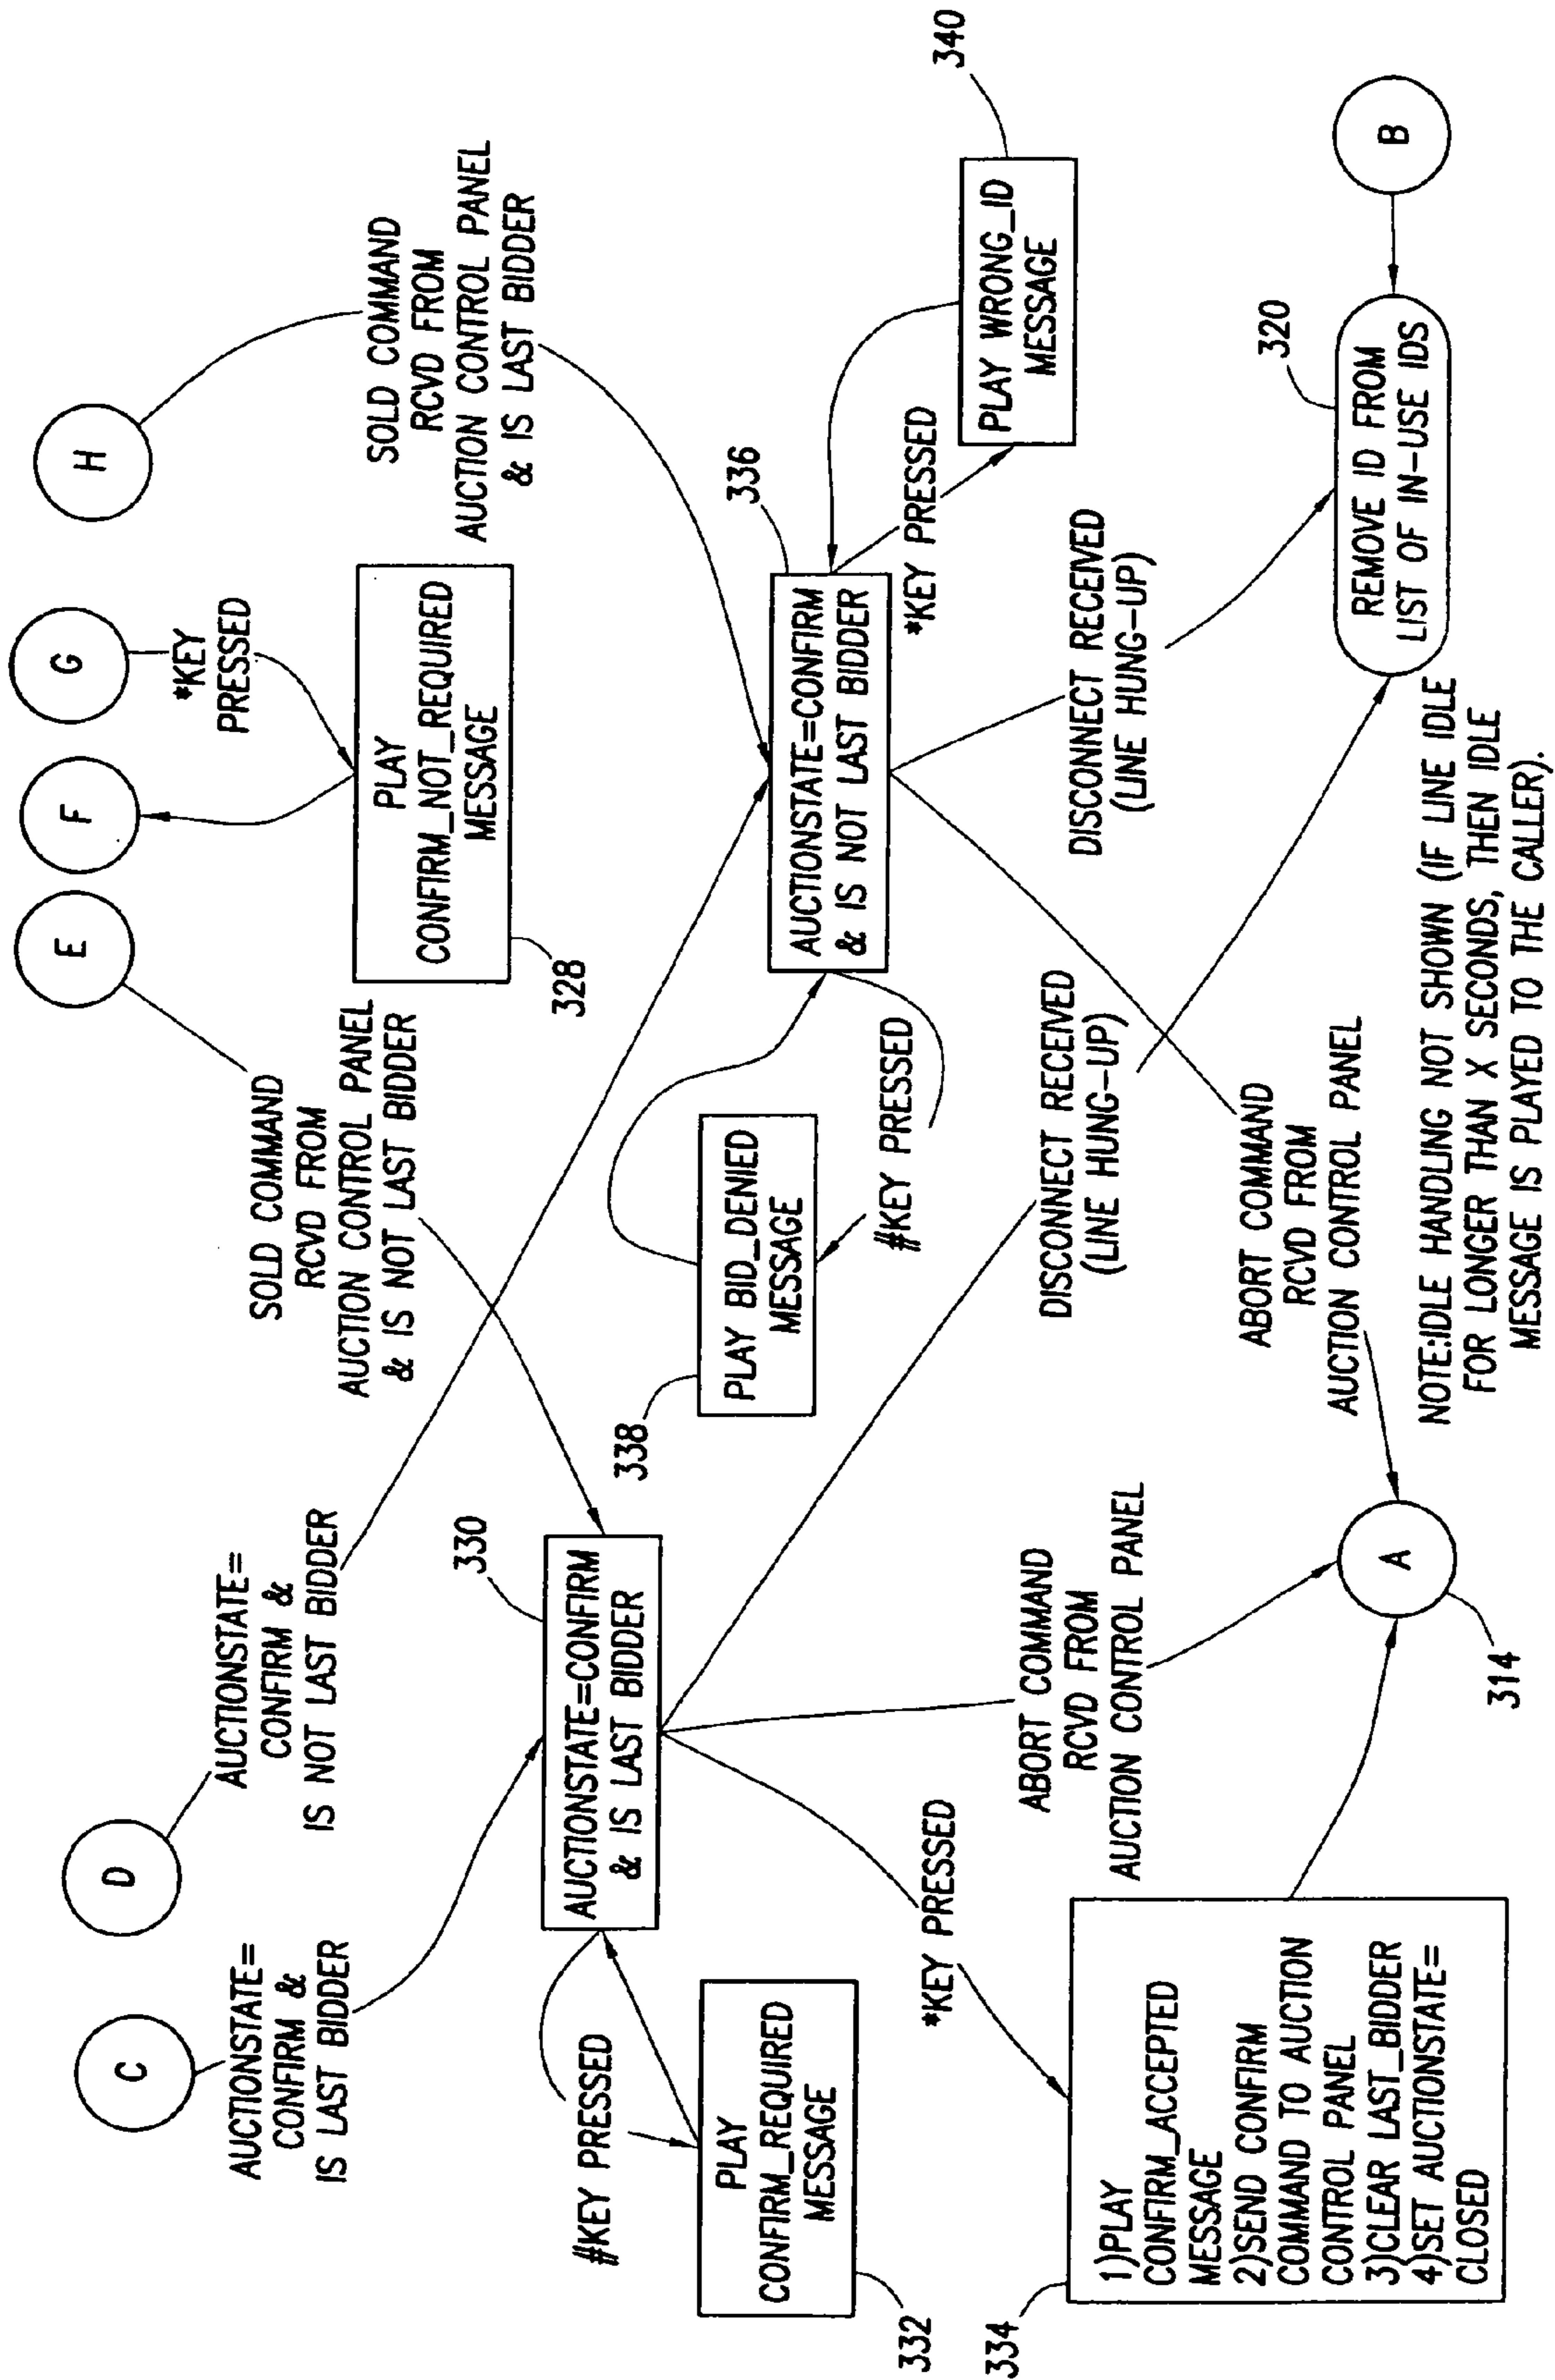 C
D
E
F
G
H
AUCTIONSTATE=
CONFIRM &
IS LAST BIDDER
AUCTIONSTATE=
CONFIRM &
IS NOT LAST BIDDER
SOLD COMMAND
RCVD FROM
AUCTION CONTROL PANEL
& IS NOT LAST BIDDER
*KEY
PRESSED
SOLD COMMAND
RCVD FROM
AUCTION CONTROL PANEL
& IS LAST BIDDER
PLAY
CONFIRM_NOT_REQUIRED
MESSAGE
328
330
AUCTIONSTATE=CONFIRM
& IS LAST BIDDER
#KEY PRESSED
PLAY
CONFIRM_REQUIRED
MESSAGE
332
338
PLAY BID_DENIED
MESSAGE
#KEY PRESSED
336
AUCTIONSTATE=CONFIRM
& IS NOT LAST BIDDER
*KEY PRESSED
340
PLAY WRONG_ID
MESSAGE
*KEY PRESSED
334
1)PLAY
CONFIRM_ACCEPTED
MESSAGE
2)SEND CONFIRM
COMMAND TO AUCTION
CONTROL PANEL
3)CLEAR LAST_BIDDER
4)SET AUCTIONSTATE=
CLOSED
ABORT COMMAND
RCVD FROM
AUCTION CONTROL PANEL
DISCONNECT RECEIVED
(LINE HUNG-UP)
DISCONNECT RECEIVED
(LINE HUNG-UP)
ABORT COMMAND
RCVD FROM
AUCTION CONTROL PANEL
A
314
320
REMOVE ID FROM
LIST OF IN-USE IDS
B
NOTE:IDLE HANDLING NOT SHOWN (IF LINE IDLE
FOR LONGER THAN X SECONDS, THEN IDLE
MESSAGE IS PLAYED TO THE CALLER).